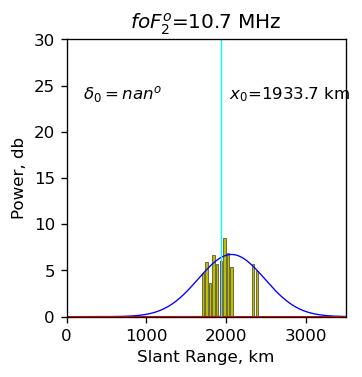 foF₂ᵒ=10.7 MHz
30
δ₀ = nanᵒ
x₀=1933.7 km
25
20
15
10
5
0
Power, db
0 1000 2000 3000
Slant Range, km